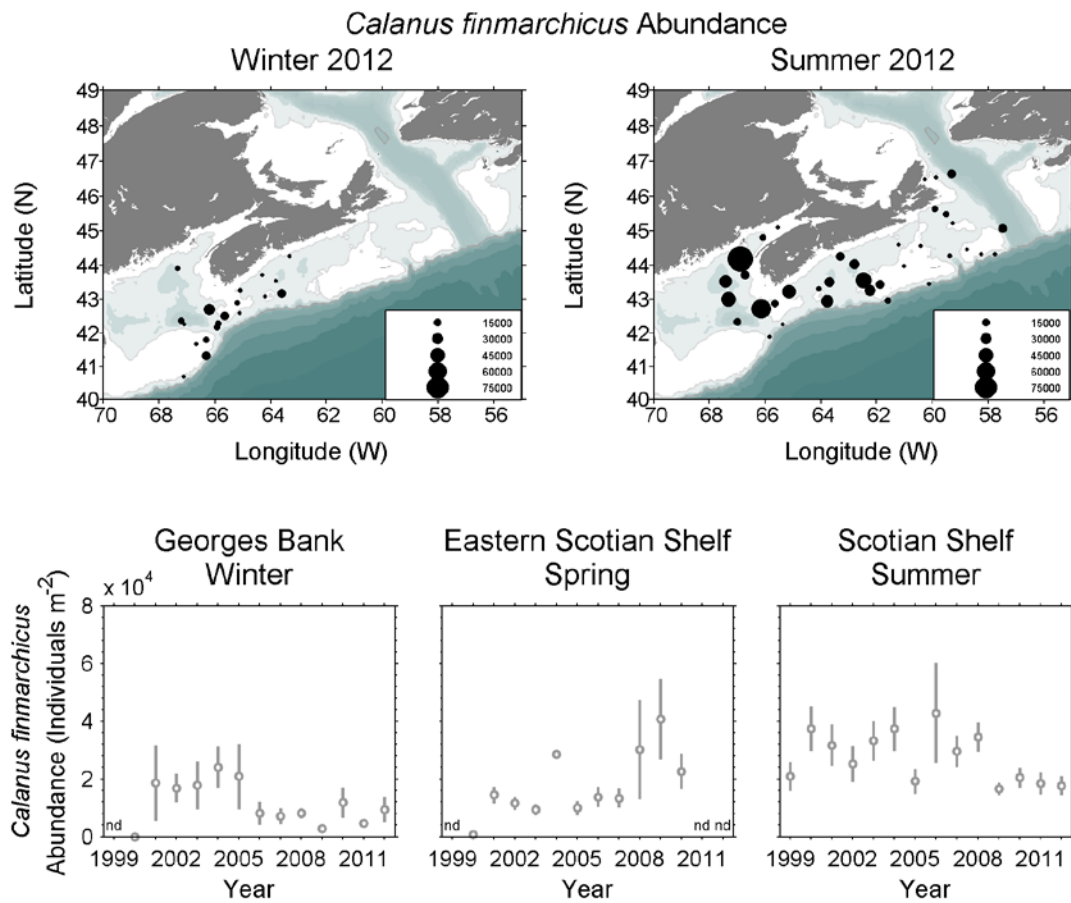 Calanus finmarchicus Abundance
Winter 2012
Summer 2012
49
48
47
46
45
44
43
42
41
40
Latitude (N)
70 68 66 64 62 60 58 56
Longitude (W)
15000
30000
45000
60000
75000
49
48
47
46
45
44
43
42
41
40
Latitude (N)
70 68 66 64 62 60 58 56
Longitude (W)
15000
30000
45000
60000
75000
Georges Bank
Winter
Eastern Scotian Shelf
Spring
Scotian Shelf
Summer
x 10⁴
Calanus finmarchicus
Abundance (Individuals m⁻²)
8
6
4
2
0
nd
1999 2002 2005 2008 2011
Year
nd
nd nd
1999 2002 2005 2008 2011
Year
1999 2002 2005 2008 2011
Year